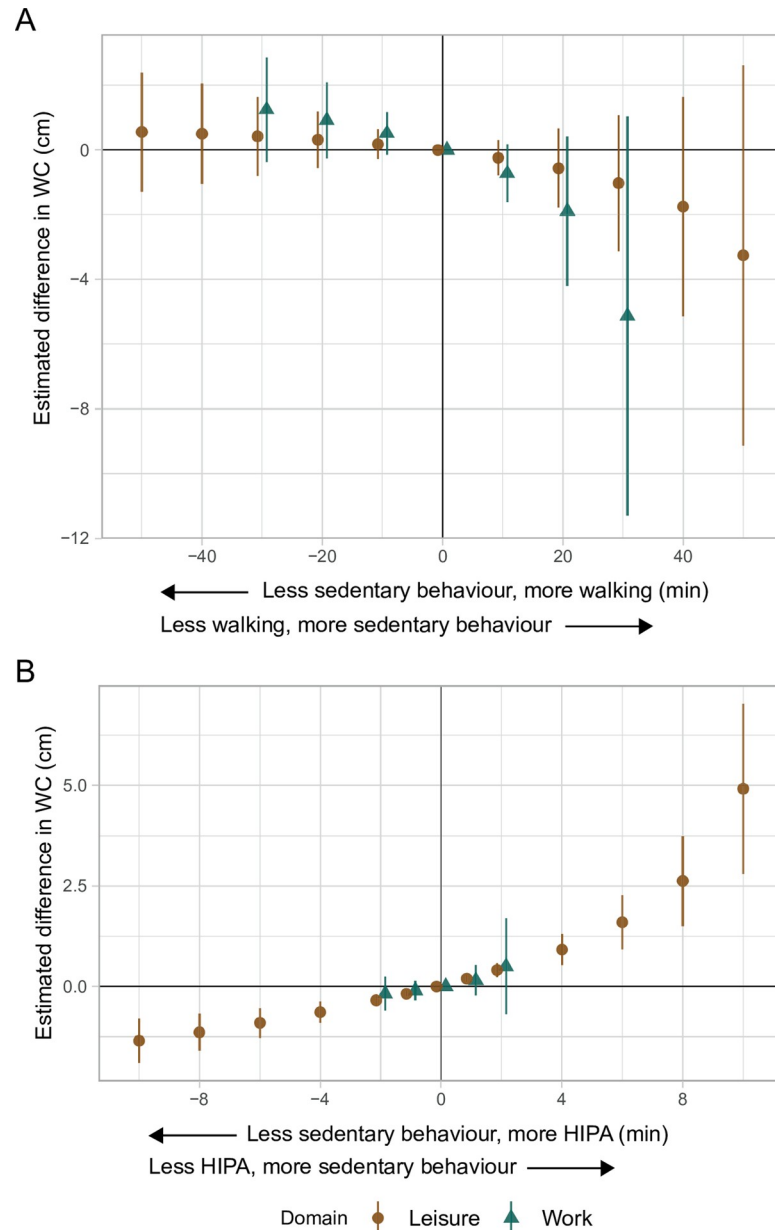 A
Estimated difference in WC (cm)
0
−4
−8
−12
−40 −20 0 20 40
Less sedentary behaviour, more walking (min)
Less walking, more sedentary behaviour
B
Estimated difference in WC (cm)
5.0
2.5
0.0
−8 −4 0 4 8
Less sedentary behaviour, more HIPA (min)
Less HIPA, more sedentary behaviour
Domain Leisure Work